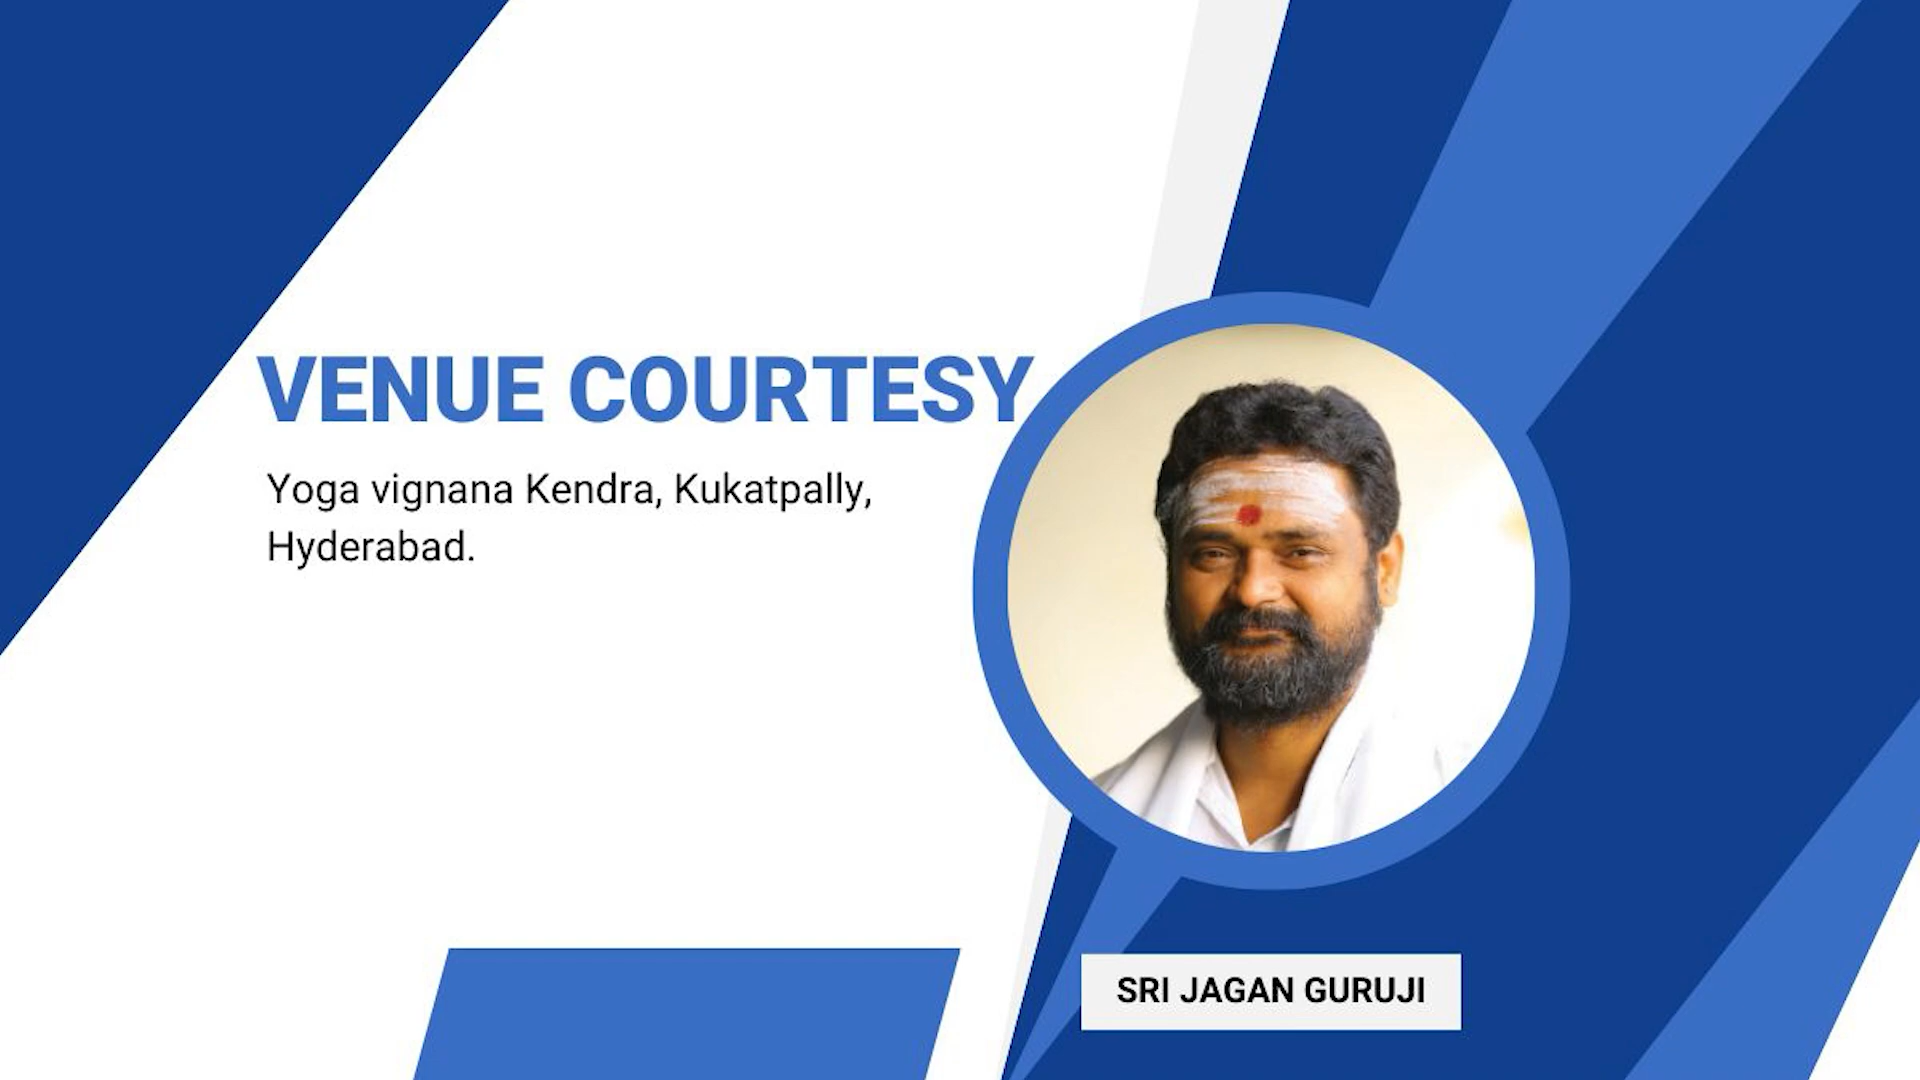 VENUE COURTESY
Yoga vignana Kendra, Kukatpally,
Hyderabad.
SRI JAGAN GURUJI